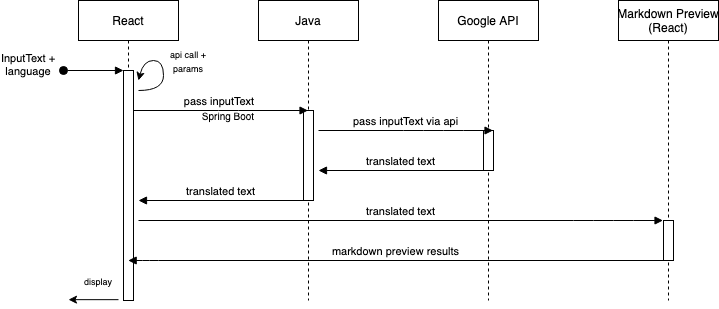 React
Java
Google API
Markdown Preview
(React)
InputText +
language
api call +
params
pass inputText
Spring Boot
pass inputText via api
translated text
translated text
translated text
markdown preview results
display